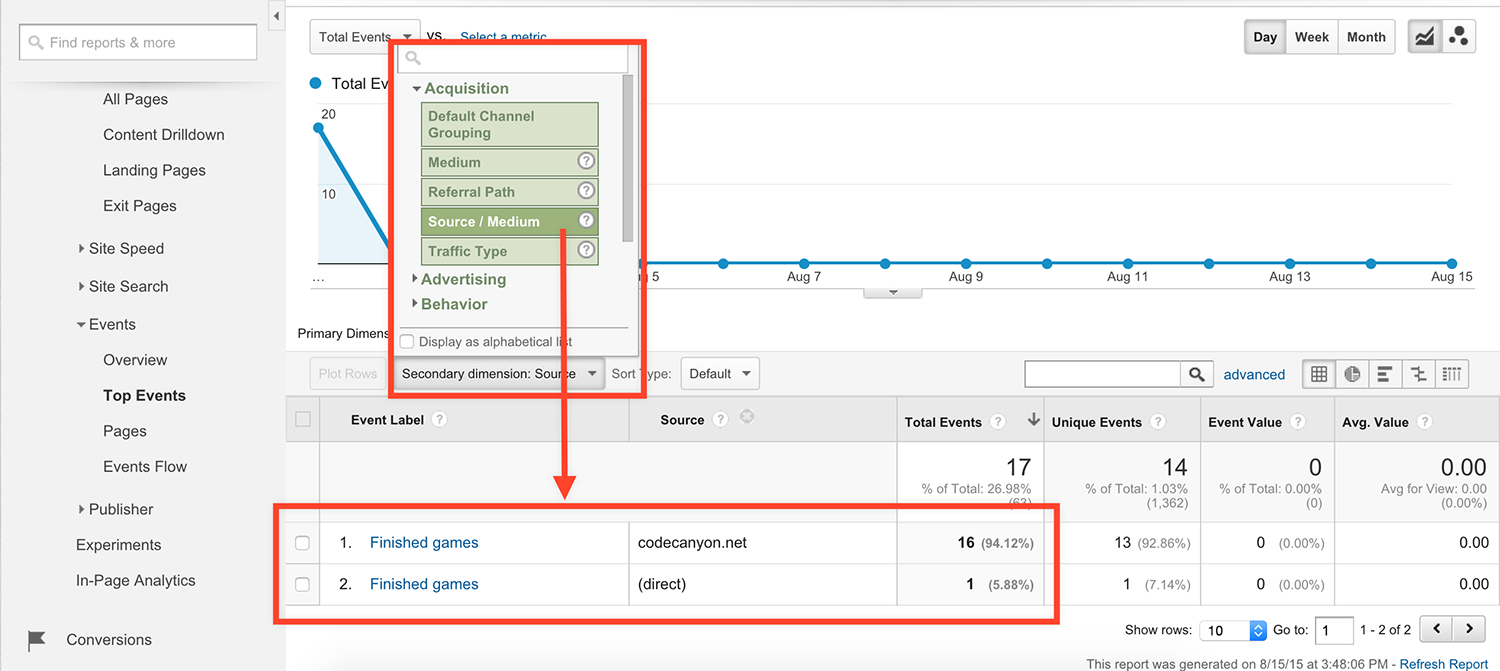 Find reports & more
All Pages
Content Drilldown
Landing Pages
Exit Pages
Site Speed
Site Search
Events
Overview
Top Events
Pages
Events Flow
Publisher
Experiments
In-Page Analytics
Conversions
Total Events VS. Select a metric
Day Week Month
Total Ev
20
10
...
5 Aug 7 Aug 9 Aug 11 Aug 13 Aug 15
Acquisition
Default Channel
Grouping
Medium ?
Referral Path ?
Source / Medium ?
Traffic Type ?
Advertising
Behavior
Display as alphabetical list
Primary Dimens
Plot Rows Secondary dimension: Source Sort Type: Default advanced
Event Label ? Source ? Total Events ? Unique Events ? Event Value ? Avg. Value ?
17 14 0 0.00
% of Total: 26.98% % of Total: 1.03% % of Total: 0.00% Avg for View: 0.00
(63) (1,362) (0) (0.00%)
1. Finished games codecanyon.net 16 (94.12%) 13 (92.86%) 0 (0.00%) 0.00
2. Finished games (direct) 1 (5.88%) 1 (7.14%) 0 (0.00%) 0.00
Show rows: 10 Go to: 1 1 - 2 of 2
This report was generated on 8/15/15 at 3:48:06 PM - Refresh Report